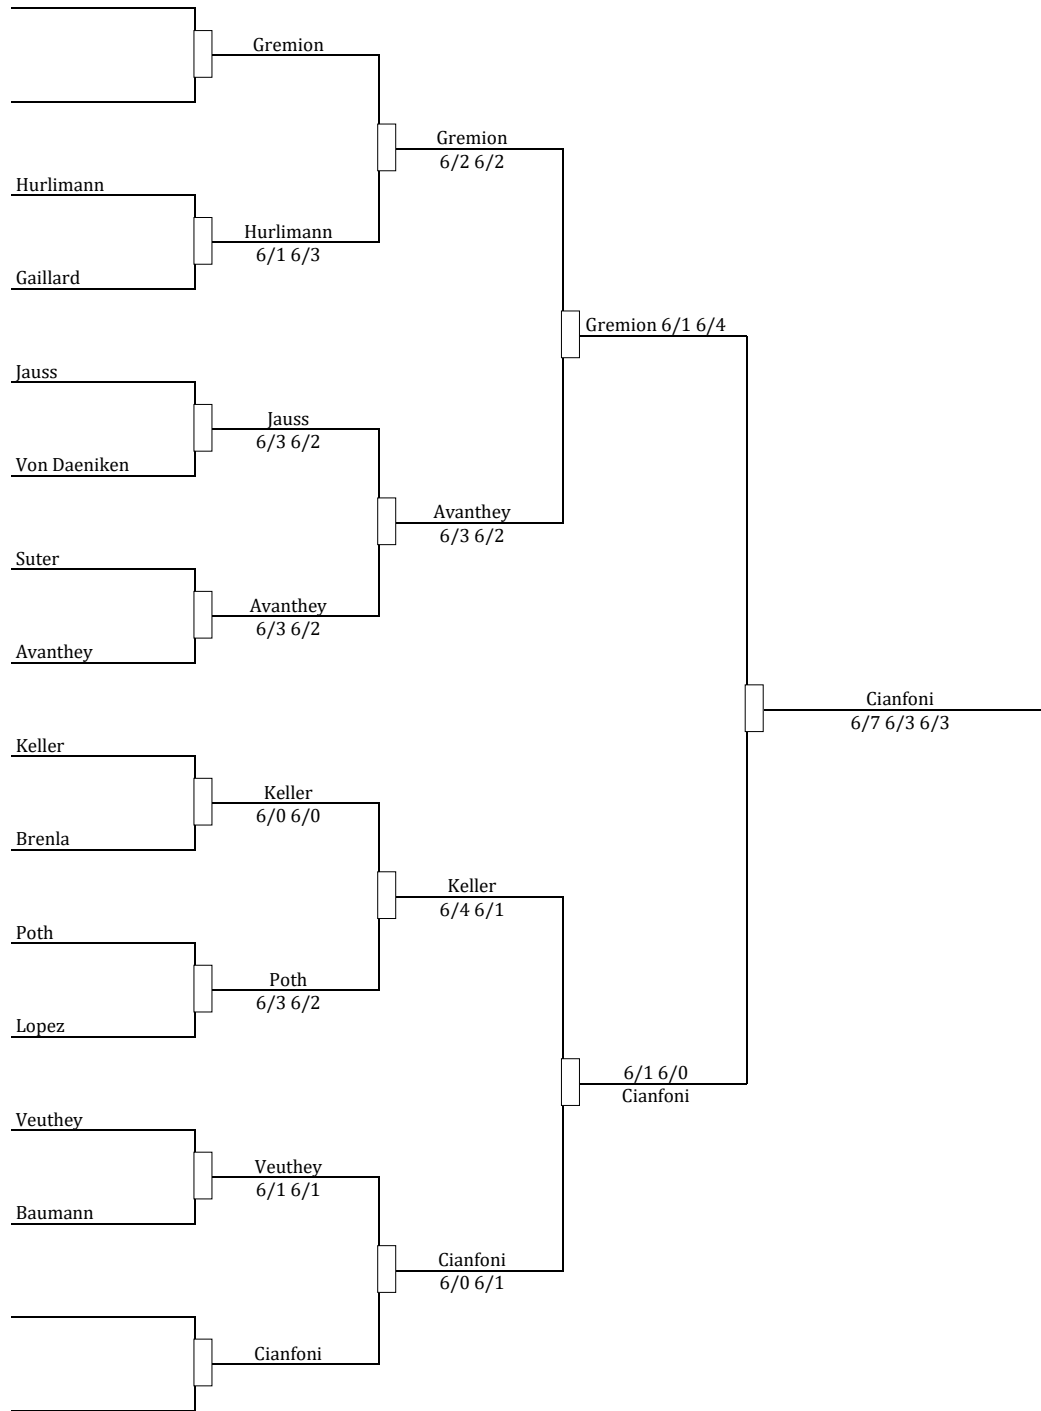 Gremion
Gremion
6/2 6/2
Hurlimann
Hurlimann
6/1 6/3
Gaillard
Gremion 6/1 6/4
Jauss
Jauss
6/3 6/2
Von Daeniken
Avanthey
6/3 6/2
Suter
Avanthey
6/3 6/2
Avanthey
Cianfoni
6/7 6/3 6/3
Keller
Keller
6/0 6/0
Brenla
Keller
6/4 6/1
Poth
Poth
6/3 6/2
Lopez
6/1 6/0
Cianfoni
Veuthey
Veuthey
6/1 6/1
Baumann
Cianfoni
6/0 6/1
Cianfoni